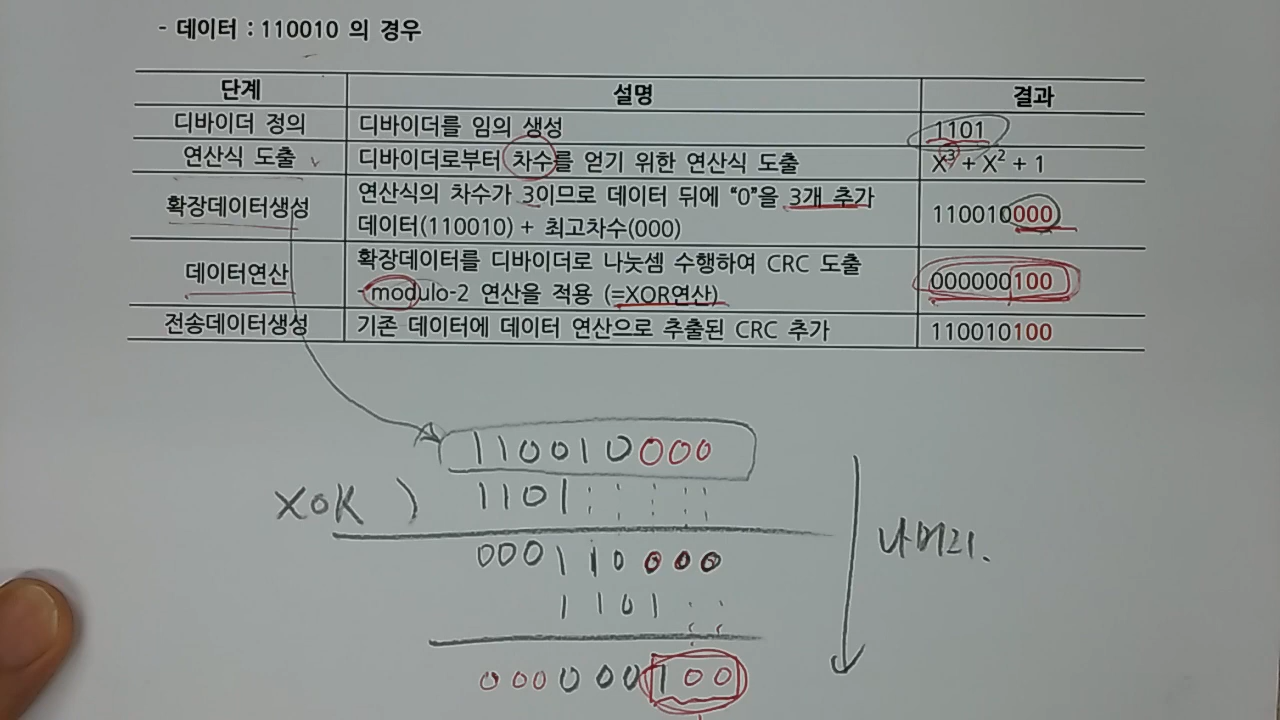 - 데이터 : 110010 의 경우
단계 설명 결과
디바이더 정의 디바이더를 임의 생성 1101
연산식 도출 디바이더로부터 차수를 얻기 위한 연산식 도출 X³ + X² + 1
확장데이터생성 연산식의 차수가 3이므로 데이터 뒤에 “0”을 3개 추가 110010000
데이터(110010) + 최고차수(000)
데이터연산 확장데이터를 디바이더로 나눗셈 수행하여 CRC 도출 000000100
- modulo-2 연산을 적용 (=XOR연산)
전송데이터생성 기존 데이터에 데이터 연산으로 추출된 CRC 추가 110010100
110010000
XOR ) 1101
000110000
1101
000000100
나머지.